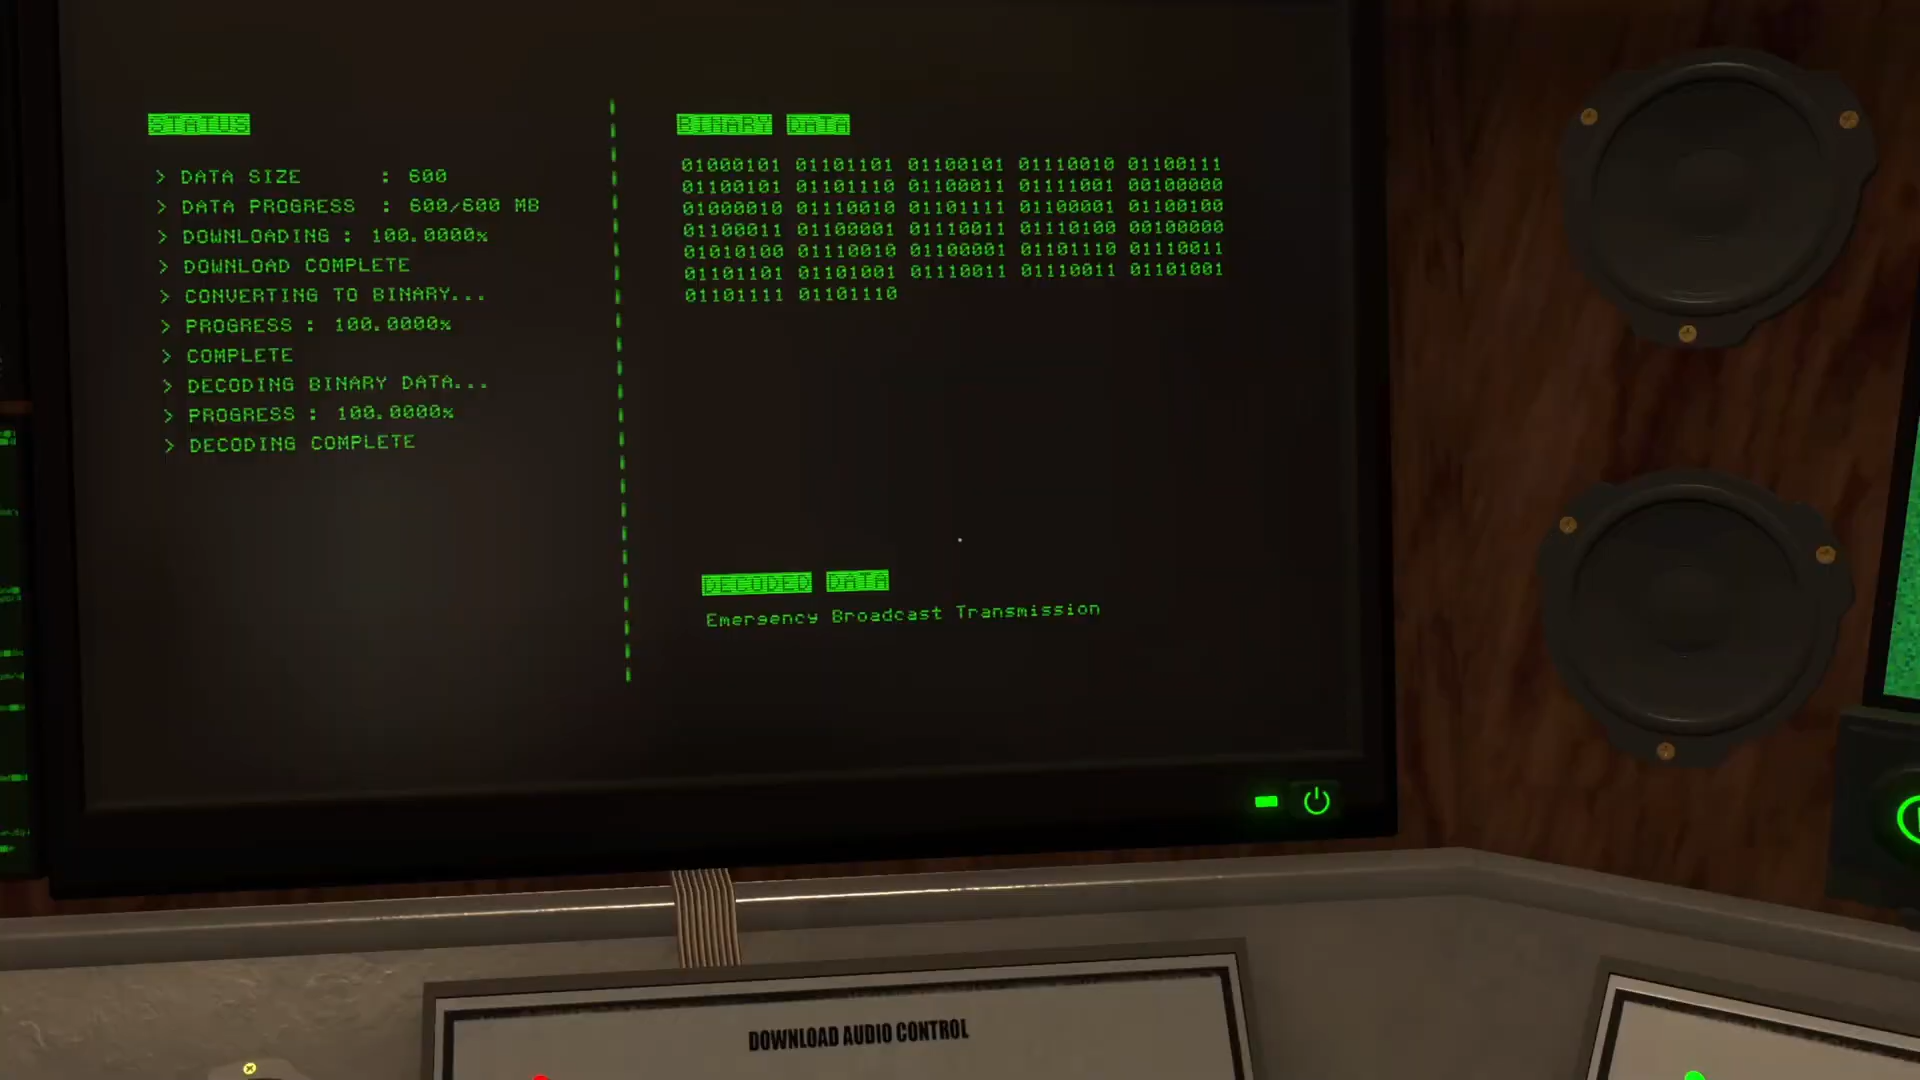 STATUS
> DATA SIZE : 600
> DATA PROGRESS : 600/600 MB
> DOWNLOADING : 100.0000%
> DOWNLOAD COMPLETE
> CONVERTING TO BINARY...
> PROGRESS : 100.0000%
> COMPLETE
> DECODING BINARY DATA...
> PROGRESS : 100.0000%
> DECODING COMPLETE
BINARY DATA
01000101 01101101 01100101 01110010 01100111
01100101 01101110 01100011 01111001 00100000
01000010 01110010 01101111 01100001 01100100
01100011 01100001 01110011 01110100 00100000
01010100 01110010 01100001 01101110 01110011
01101101 01101001 01110011 01110011 01101001
01101111 01101110
DECODED DATA
Emergency Broadcast Transmission
DOWNLOAD AUDIO CONTROL